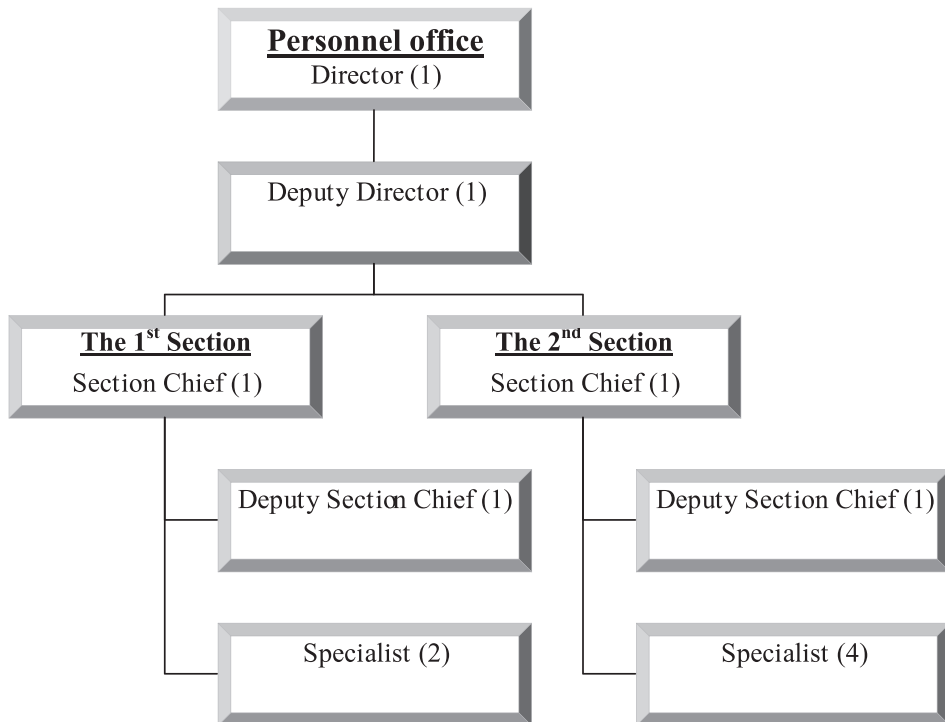 Personnel office
Director (1)
Deputy Director (1)
The 1st Section
Section Chief (1)
The 2nd Section
Section Chief (1)
Deputy Section Chief (1)
Deputy Section Chief (1)
Specialist (2)
Specialist (4)